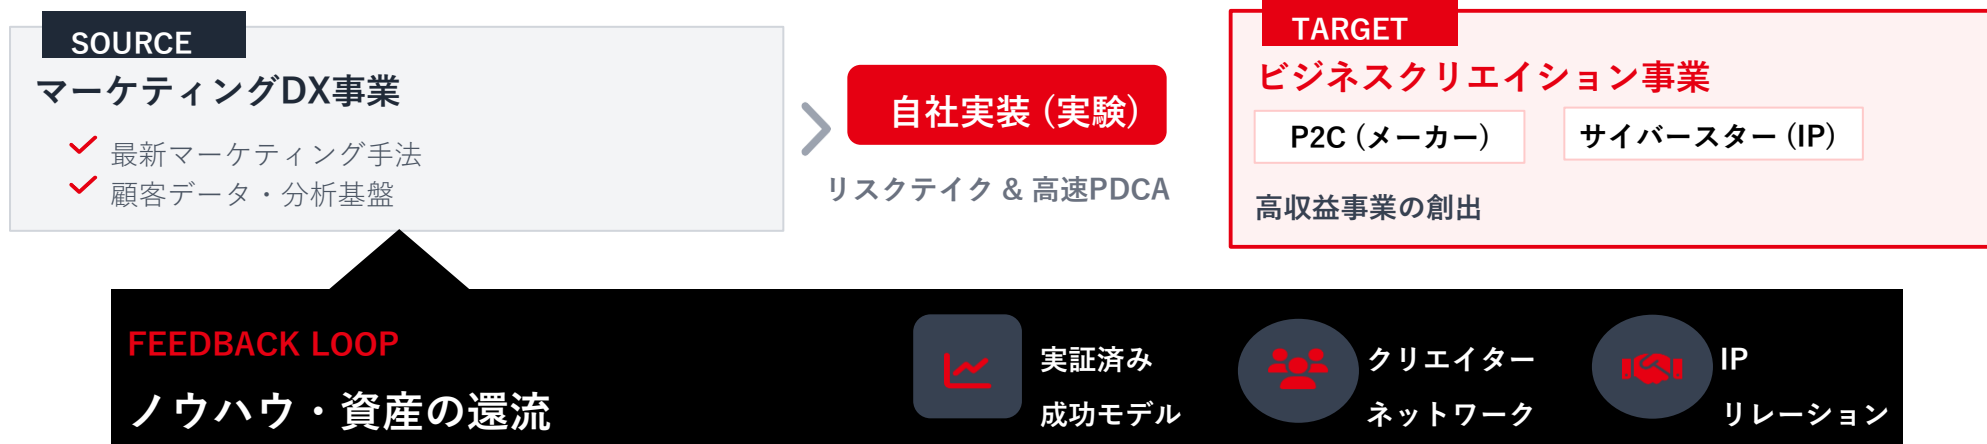 SOURCE
マーケティングDX事業
最新マーケティング手法
顧客データ・分析基盤
自社実装 (実験)
リスクテイク & 高速PDCA
TARGET
ビジネスクリエイション事業
P2C (メーカー)
サイバースター (IP)
高収益事業の創出
FEEDBACK LOOP
ノウハウ・資産の還流
実証済み
成功モデル
クリエイター
ネットワーク
IP
リレーション